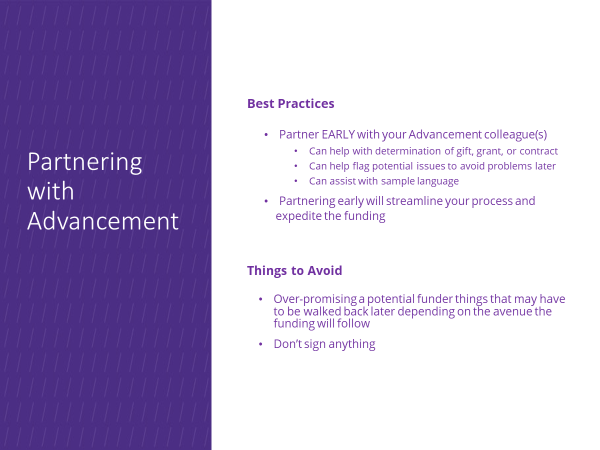 Partnering
with
Advancement
Best Practices
• Partner EARLY with your Advancement colleague(s)
• Can help with determination of gift, grant, or contract
• Can help flag potential issues to avoid problems later
• Can assist with sample language
• Partnering early will streamline your process and
expedite the funding
Things to Avoid
• Over-promising a potential funder things that may have
to be walked back later depending on the avenue the
funding will follow
• Don’t sign anything